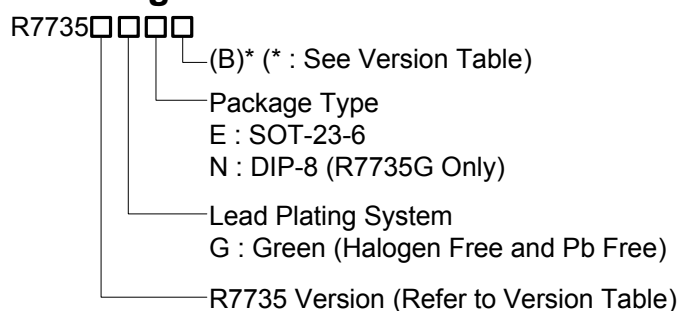 R7735□□□□
(B)* (* : See Version Table)
Package Type
E : SOT-23-6
N : DIP-8 (R7735G Only)
Lead Plating System
G : Green (Halogen Free and Pb Free)
R7735 Version (Refer to Version Table)